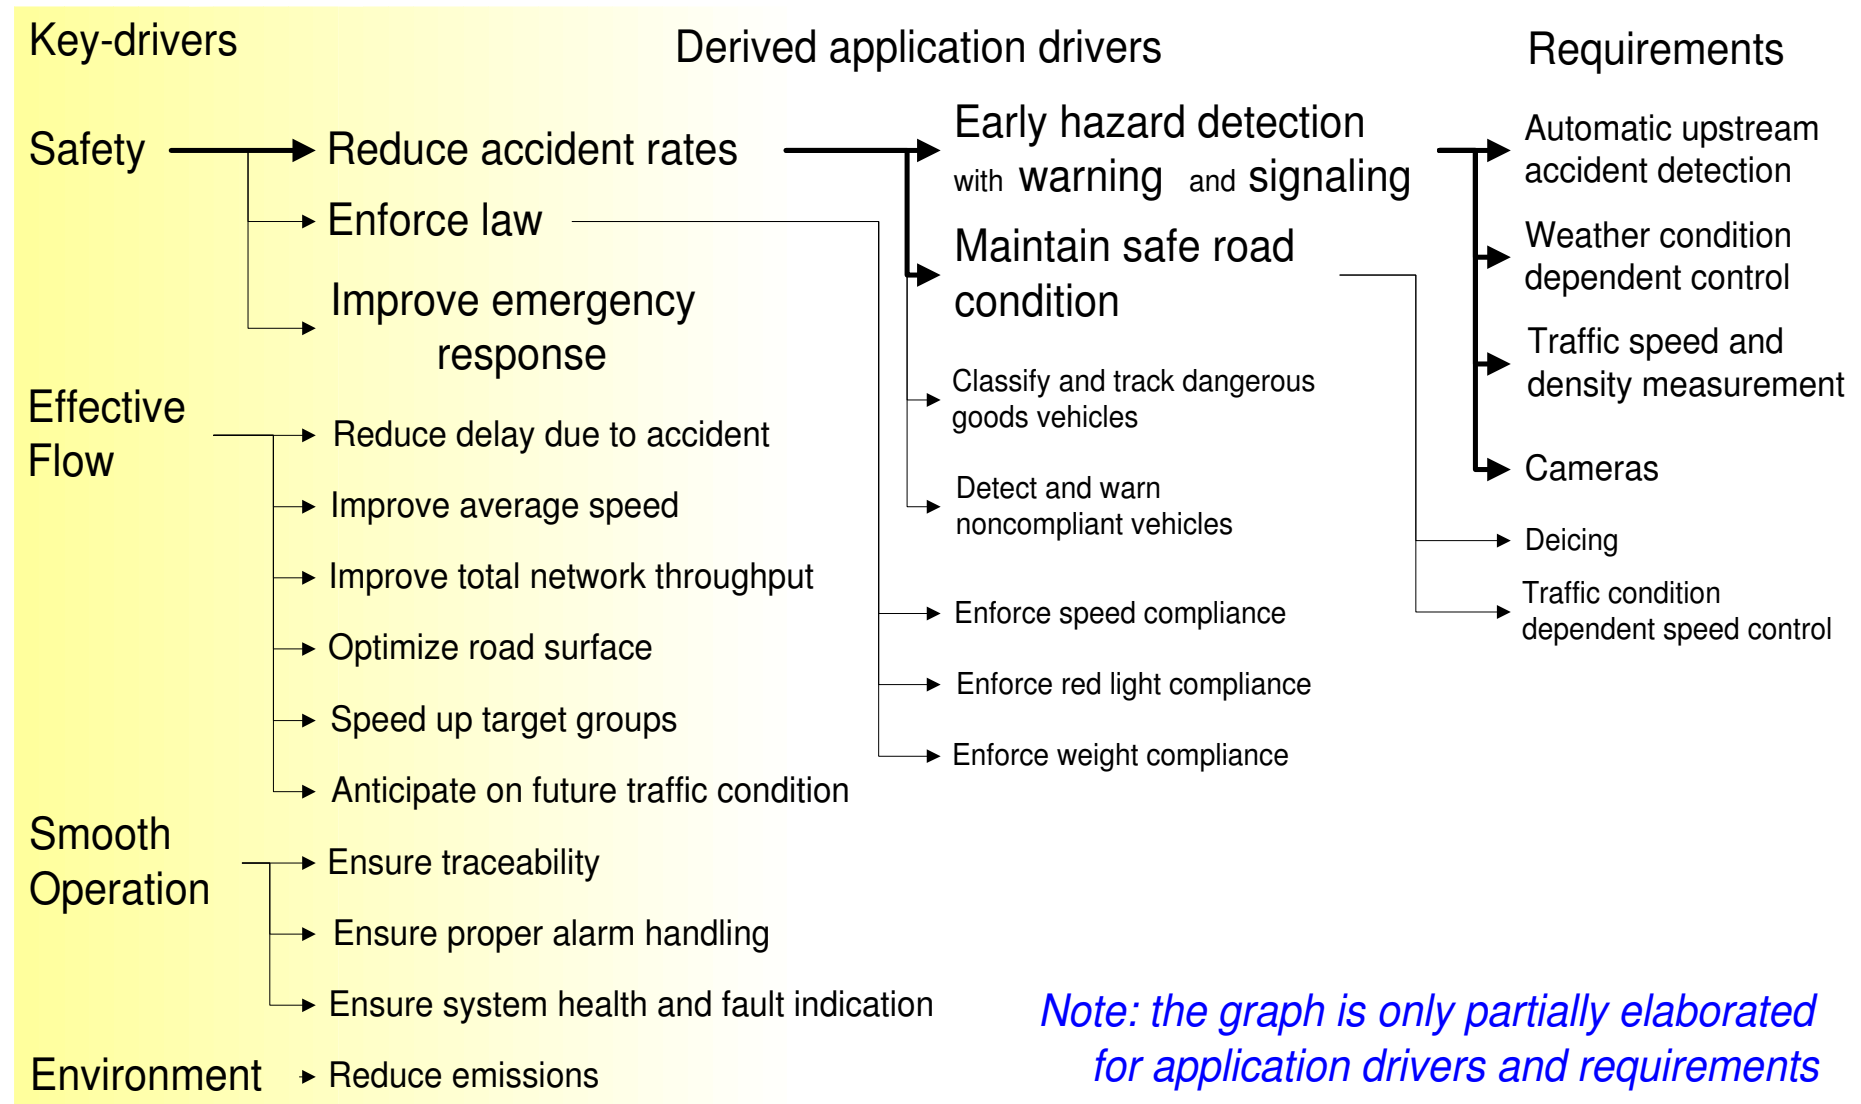 Key-drivers
Derived application drivers
Requirements
Safety
Reduce accident rates
Enforce law
Improve emergency
response
Effective
Flow
Reduce delay due to accident
Improve average speed
Improve total network throughput
Optimize road surface
Speed up target groups
Anticipate on future traffic condition
Smooth
Operation
Ensure traceability
Ensure proper alarm handling
Ensure system health and fault indication
Environment
Reduce emissions
Early hazard detection
with warning and signaling
Maintain safe road
condition
Classify and track dangerous
goods vehicles
Detect and warn
noncompliant vehicles
Enforce speed compliance
Enforce red light compliance
Enforce weight compliance
Automatic upstream
accident detection
Weather condition
dependent control
Traffic speed and
density measurement
Cameras
Deicing
Traffic condition
dependent speed control
Note: the graph is only partially elaborated
for application drivers and requirements